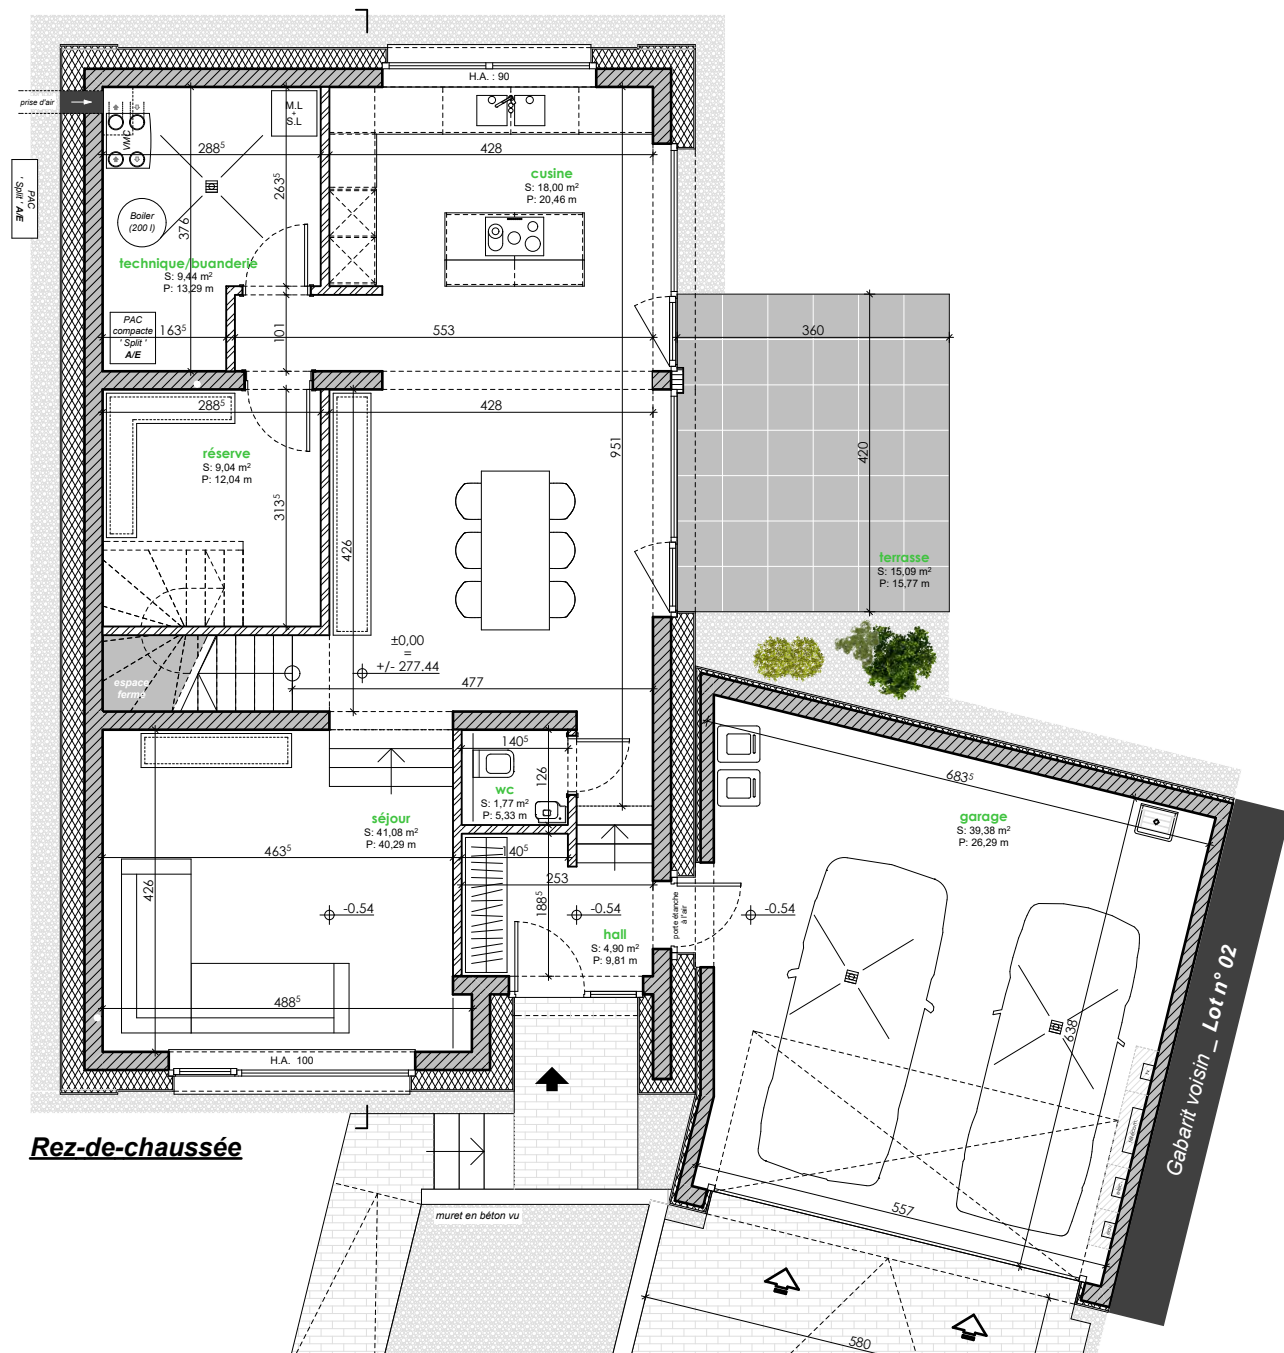 H.A. : 90
prise d'air
VMC
M.L
+
S.L
288⁵
428
263⁵
376
cusine
S: 18,00 m²
P: 20,46 m
PAC
' Split ' A/E
Boiler
(200 l)
technique/buanderie
S: 9,44 m²
P: 13,29 m
PAC
compacte
' Split '
A/E
163⁵
101
553
360
288⁵
428
951
420
réserve
S: 9,04 m²
P: 12,04 m
313⁵
426
terrasse
S: 15,09 m²
P: 15,77 m
±0,00
=
+/- 277.44
espace
fermé
477
140⁵
126
wc
S: 1,77 m²
P: 5,33 m
683⁵
séjour
S: 41,08 m²
P: 40,29 m
garage
S: 39,38 m²
P: 26,29 m
463⁵
140⁵
253
426
188⁵
-0.54
-0.54
-0.54
porte étanche
à l'air
hall
S: 4,90 m²
P: 9,81 m
488⁵
638
H.A. 100
Gabarit voisin _ Lot n° 02
Rez-de-chaussée
557
muret en béton vu
580